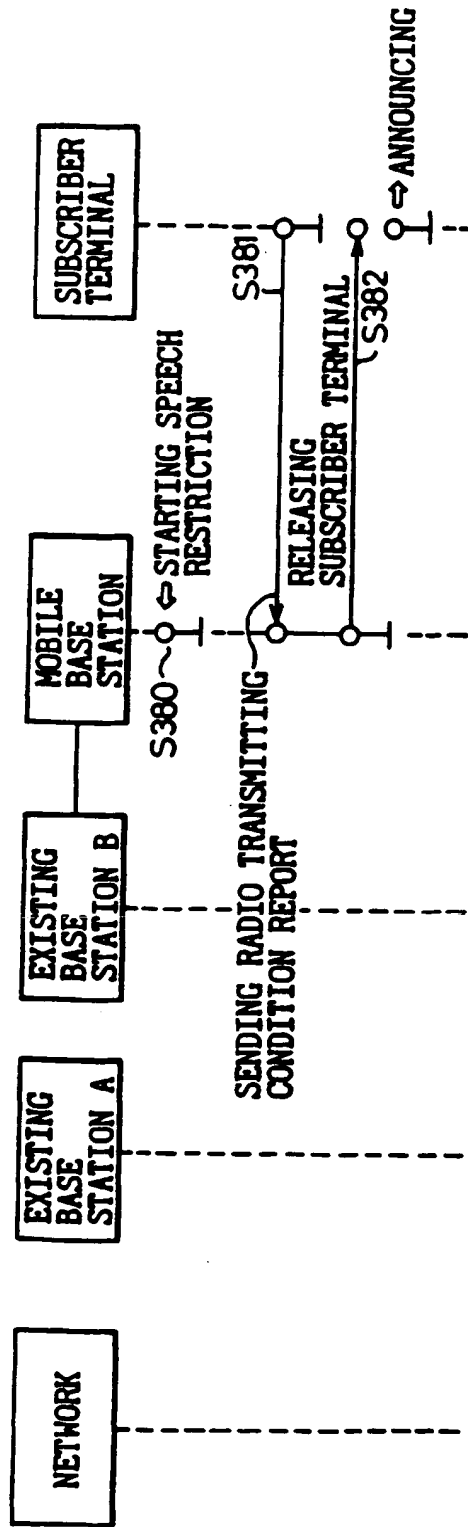 NETWORK
EXISTING
BASE
STATION A
EXISTING
BASE
STATION B
MOBILE
BASE
STATION
SUBSCRIBER
TERMINAL
S380
⇦ STARTING SPEECH
RESTRICTION
SENDING RADIO TRANSMITTING
CONDITION REPORT
S381
RELEASING
SUBSCRIBER TERMINAL
S382
⇦ ANNOUNCING